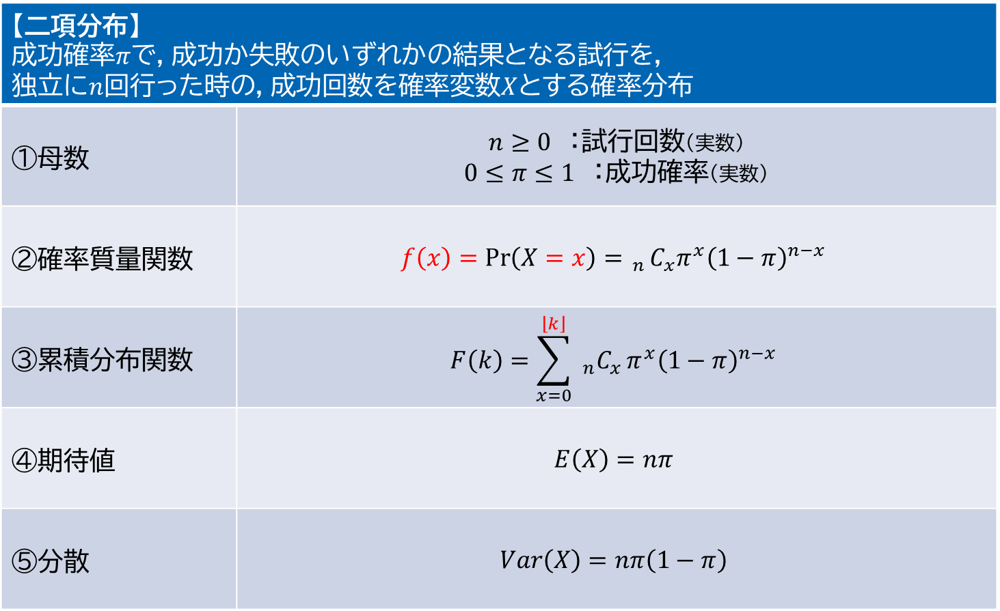 【二項分布】
成功確率πで, 成功か失敗のいずれかの結果となる試行を,
独立にn回行った時の, 成功回数を確率変数Xとする確率分布
①母数
n ≥ 0 ：試行回数(実数)
0 ≤ π ≤ 1 ：成功確率(実数)
②確率質量関数
f(x) = Pr(X = x) = ₙCₓπˣ(1 − π)ⁿ⁻ˣ
③累積分布関数
F(k) = ∑_{x=0}^{⌊k⌋} ₙCₓ πˣ(1 − π)ⁿ⁻ˣ
④期待値
E(X) = nπ
⑤分散
Var(X) = nπ(1 − π)